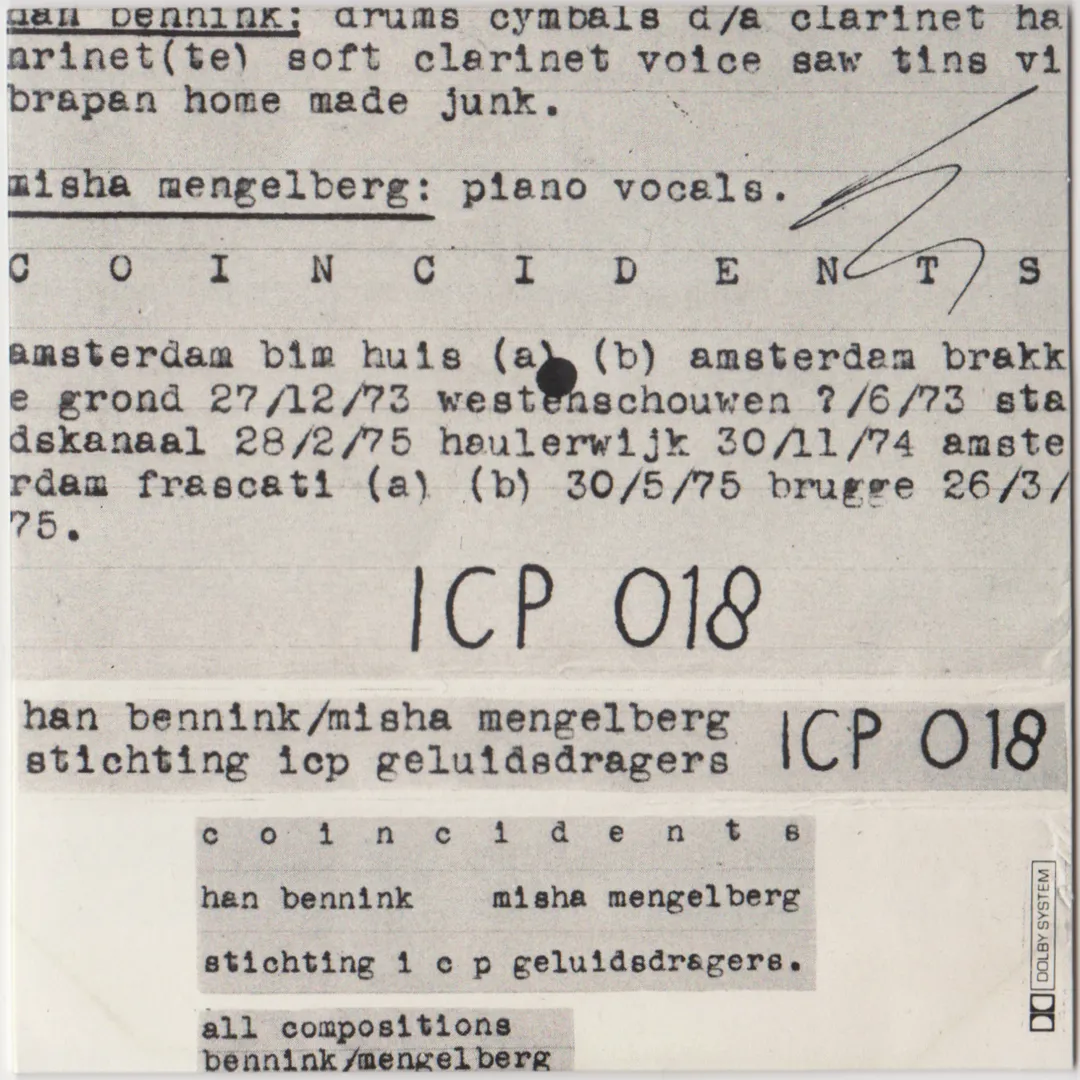 han bennink: drums cymbals d/a clarinet ha
nrinet(te) soft clarinet voice saw tins vi
brapan home made junk.
misha mengelberg: piano vocals.
C O I N C I D E N T S
amsterdam bim huis (a) (b) amsterdam brakk
e grond 27/12/73 westenschouwen ?/6/73 sta
dskanaal 28/2/75 haulerwijk 30/11/74 amste
rdam frascati (a) (b) 30/5/75 brugge 26/3/
75.
ICP 018
han bennink/misha mengelberg
stichting icp geluidsdragers
ICP 018
c o i n c i d e n t s
han bennink misha mengelberg
stichting i c p geluidsdragers.
all compositions
bennink/mengelberg
DOLBY SYSTEM